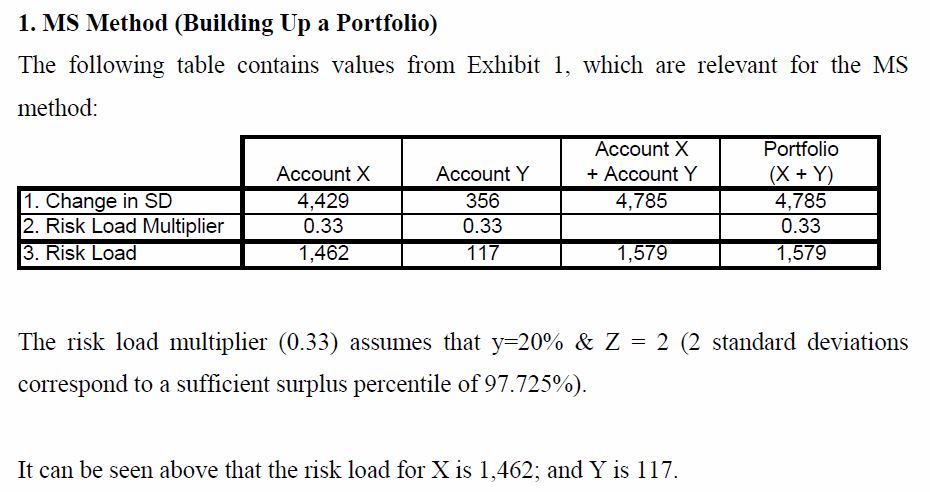 1. MS Method (Building Up a Portfolio)
The following table contains values from Exhibit 1, which are relevant for the MS
method:
Account X Account Y Account X + Account Y Portfolio (X + Y)
1. Change in SD 4,429 356 4,785 4,785
2. Risk Load Multiplier 0.33 0.33 0.33
3. Risk Load 1,462 117 1,579 1,579
The risk load multiplier (0.33) assumes that y=20% & Z = 2 (2 standard deviations
correspond to a sufficient surplus percentile of 97.725%).
It can be seen above that the risk load for X is 1,462; and Y is 117.